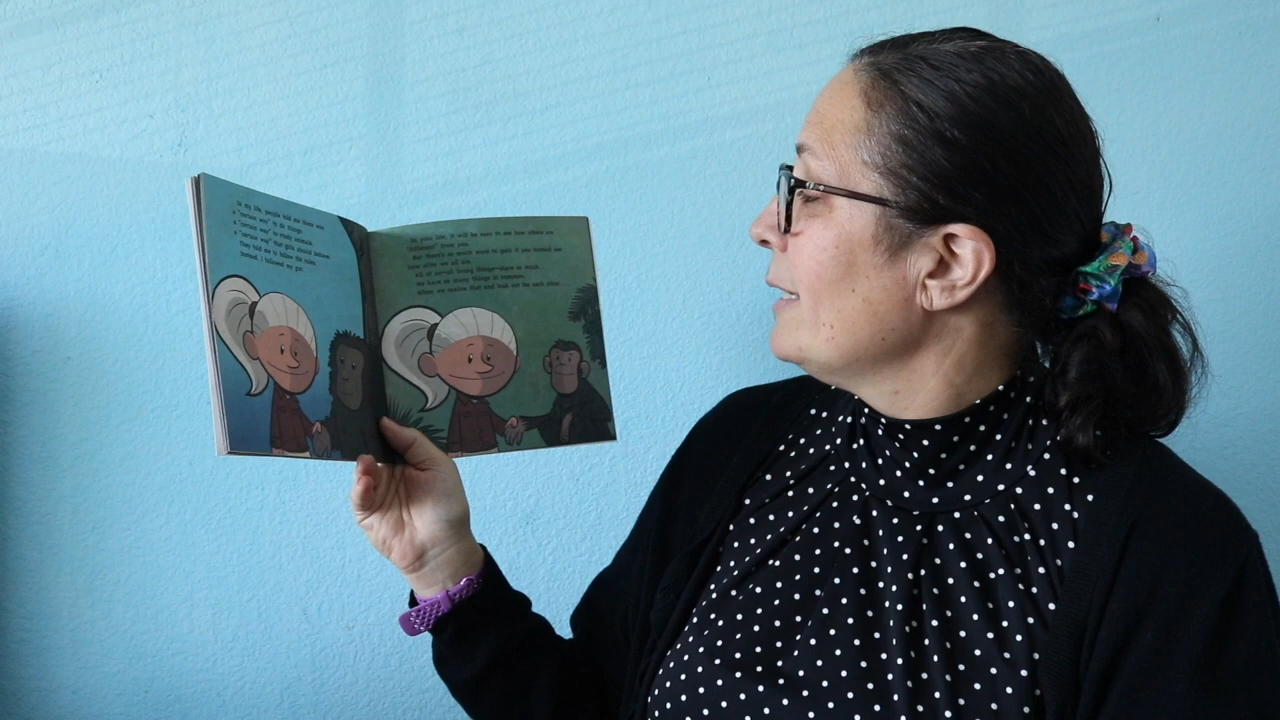 In my life, people told me there was
a "certain way" to do things,
a "certain way" to study animals,
a "certain way" that girls should behave.
They told me to follow the rules.
Instead, I followed my gut.
In your life, it will be easy to see how others are
"different" from you.
But there's so much more to gain if you instead see
how alike we all are.
All of us—all living things—share so much.
We have so many things in common.
When we realize that and look out for each other